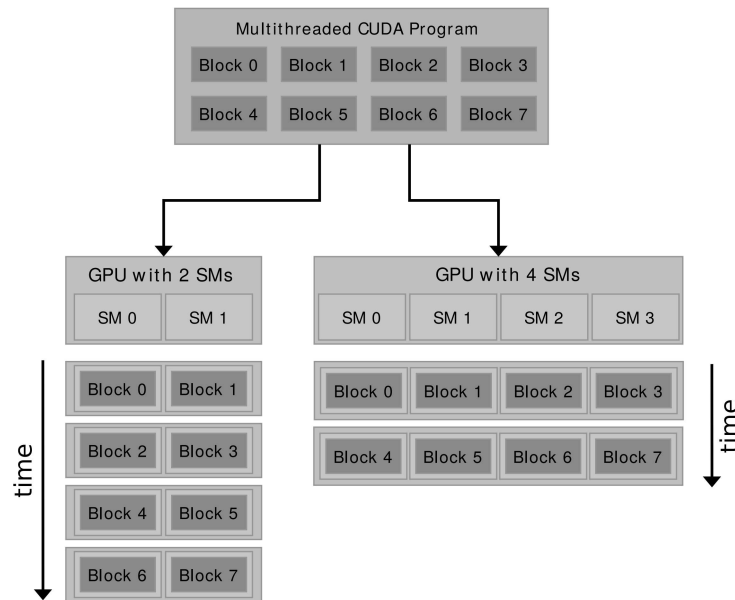 Multithreaded CUDA Program
Block 0 Block 1 Block 2 Block 3
Block 4 Block 5 Block 6 Block 7
GPU with 2 SMs
SM 0 SM 1
Block 0 Block 1
Block 2 Block 3
Block 4 Block 5
Block 6 Block 7
time
GPU with 4 SMs
SM 0 SM 1 SM 2 SM 3
Block 0 Block 1 Block 2 Block 3
Block 4 Block 5 Block 6 Block 7
time